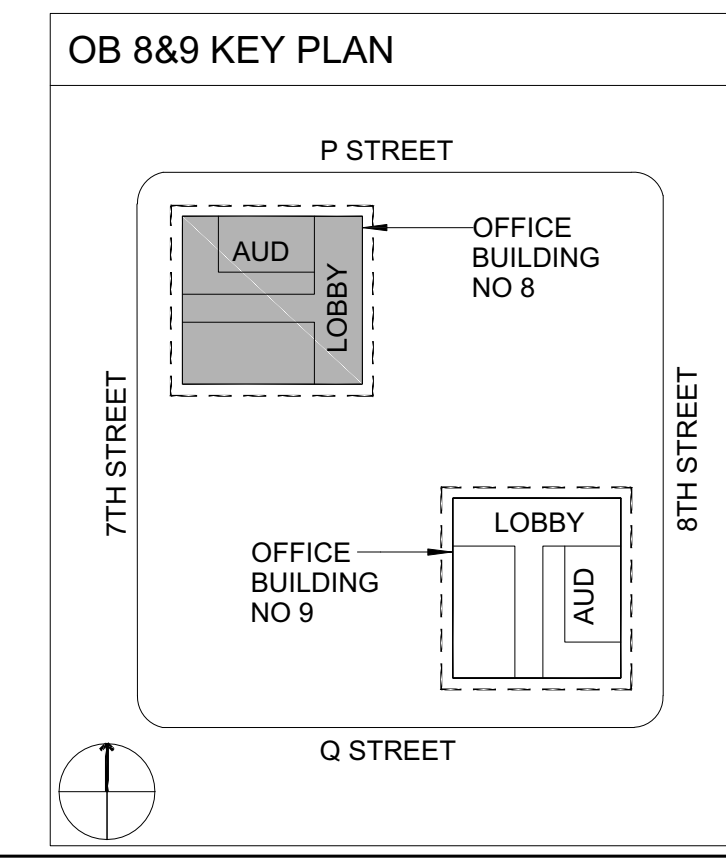 OB 8&9 KEY PLAN
P STREET
AUD
LOBBY
OFFICE
BUILDING
NO 8
7TH STREET
8TH STREET
LOBBY
AUD
OFFICE
BUILDING
NO 9
Q STREET